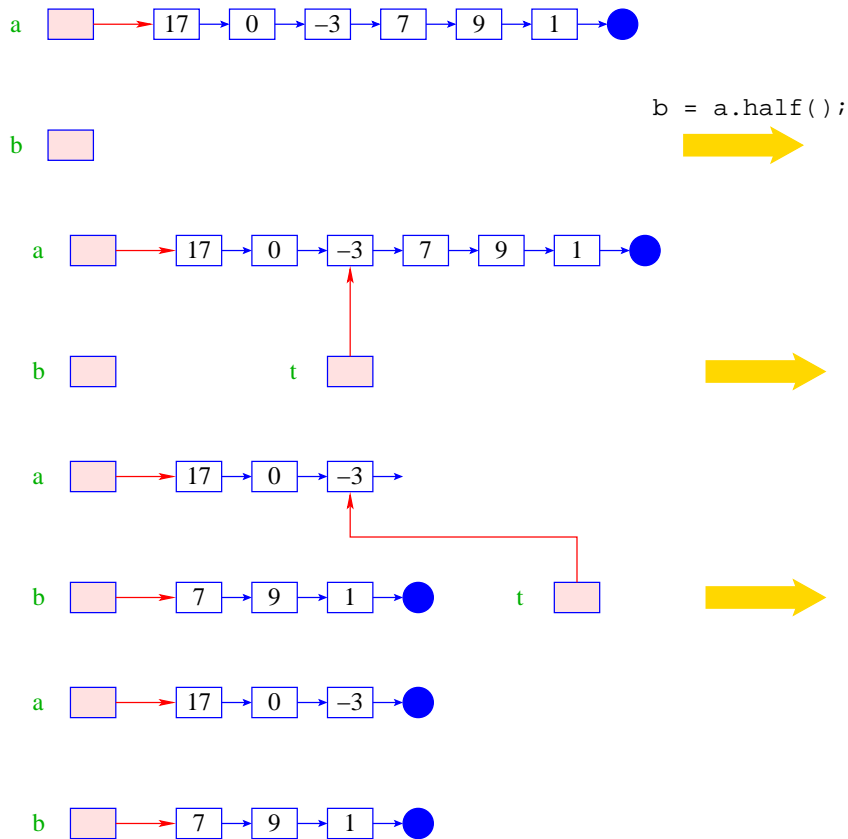 a 17 0 –3 7 9 1
b = a.half();
b
a 17 0 –3 7 9 1
b t
a 17 0 –3
b 7 9 1 t
a 17 0 –3
b 7 9 1